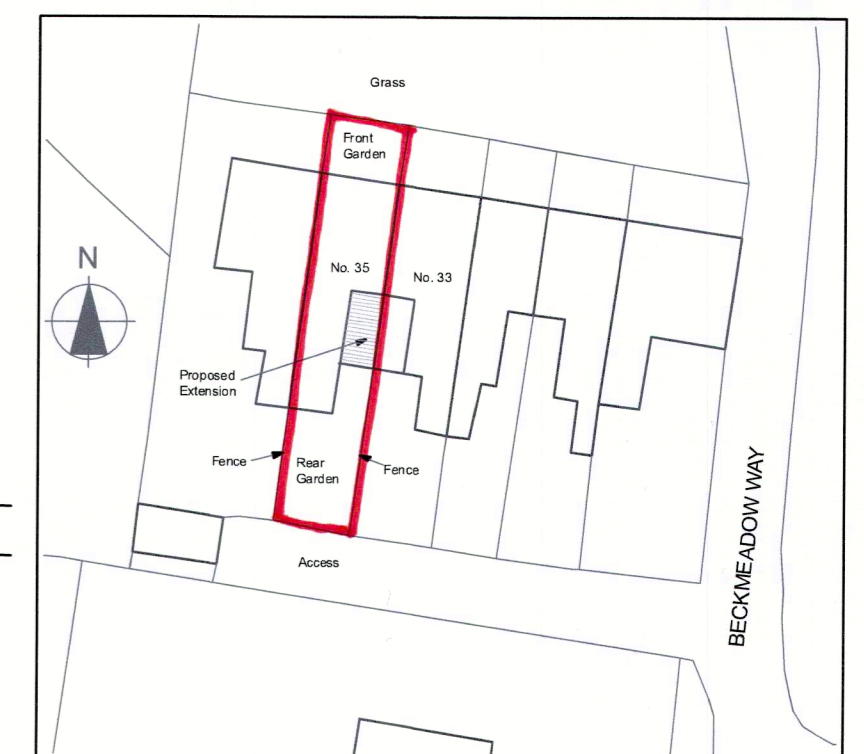 Grass
Front
Garden
N
No. 35
No. 33
Proposed
Extension
Fence
Rear
Garden
Fence
Access
BECKMEADOW WAY